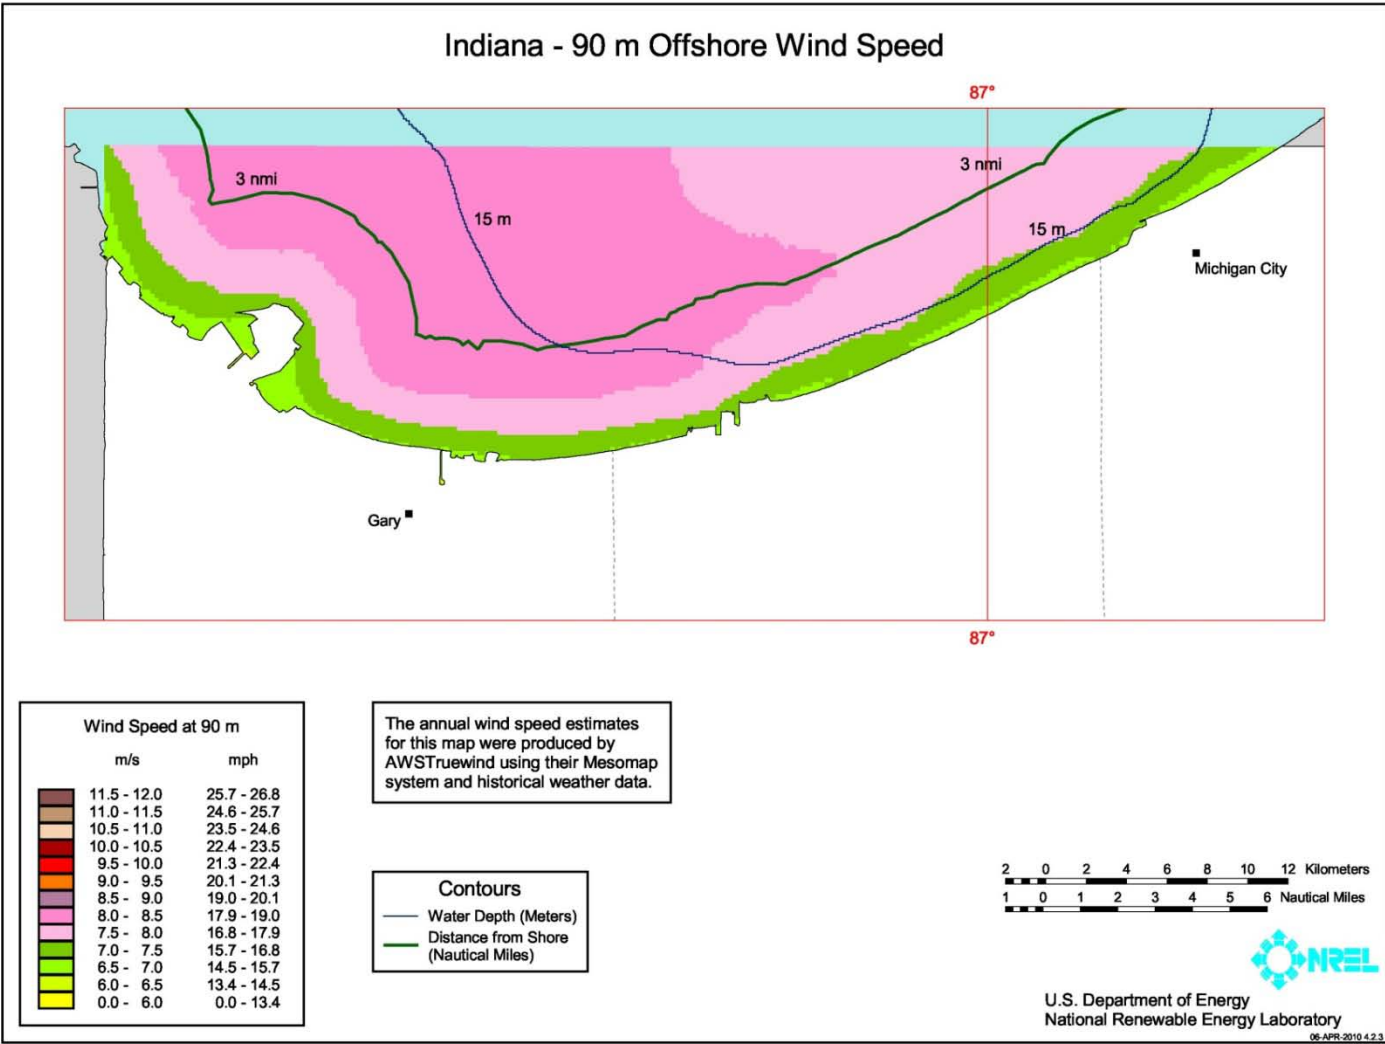 Indiana - 90 m Offshore Wind Speed
87°
3 nmi
3 nmi
15 m
15 m
Michigan City
Gary
87°
Wind Speed at 90 m
m/s mph
11.5 - 12.0 25.7 - 26.8
11.0 - 11.5 24.6 - 25.7
10.5 - 11.0 23.5 - 24.6
10.0 - 10.5 22.4 - 23.5
9.5 - 10.0 21.3 - 22.4
9.0 - 9.5 20.1 - 21.3
8.5 - 9.0 19.0 - 20.1
8.0 - 8.5 17.9 - 19.0
7.5 - 8.0 16.8 - 17.9
7.0 - 7.5 15.7 - 16.8
6.5 - 7.0 14.5 - 15.7
6.0 - 6.5 13.4 - 14.5
0.0 - 6.0 0.0 - 13.4
The annual wind speed estimates
for this map were produced by
AWSTruewind using their Mesomap
system and historical weather data.
Contours
Water Depth (Meters)
Distance from Shore
(Nautical Miles)
2 0 2 4 6 8 10 12 Kilometers
1 0 1 2 3 4 5 6 Nautical Miles
NREL
U.S. Department of Energy
National Renewable Energy Laboratory
06-APR-2010 4.2.3